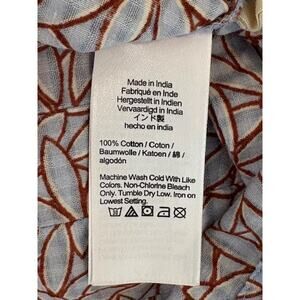 Made in India
Fabriqué en Inde
Hergestellt in Indien
Vervaardigd in India
インド製
hecho en india
100% Cotton / Coton /
Baumwolle / Katoen / 綿 /
algodón
Machine Wash Cold With Like
Colors. Non-Chlorine Bleach
Only. Tumble Dry Low. Iron on
Lowest Setting.